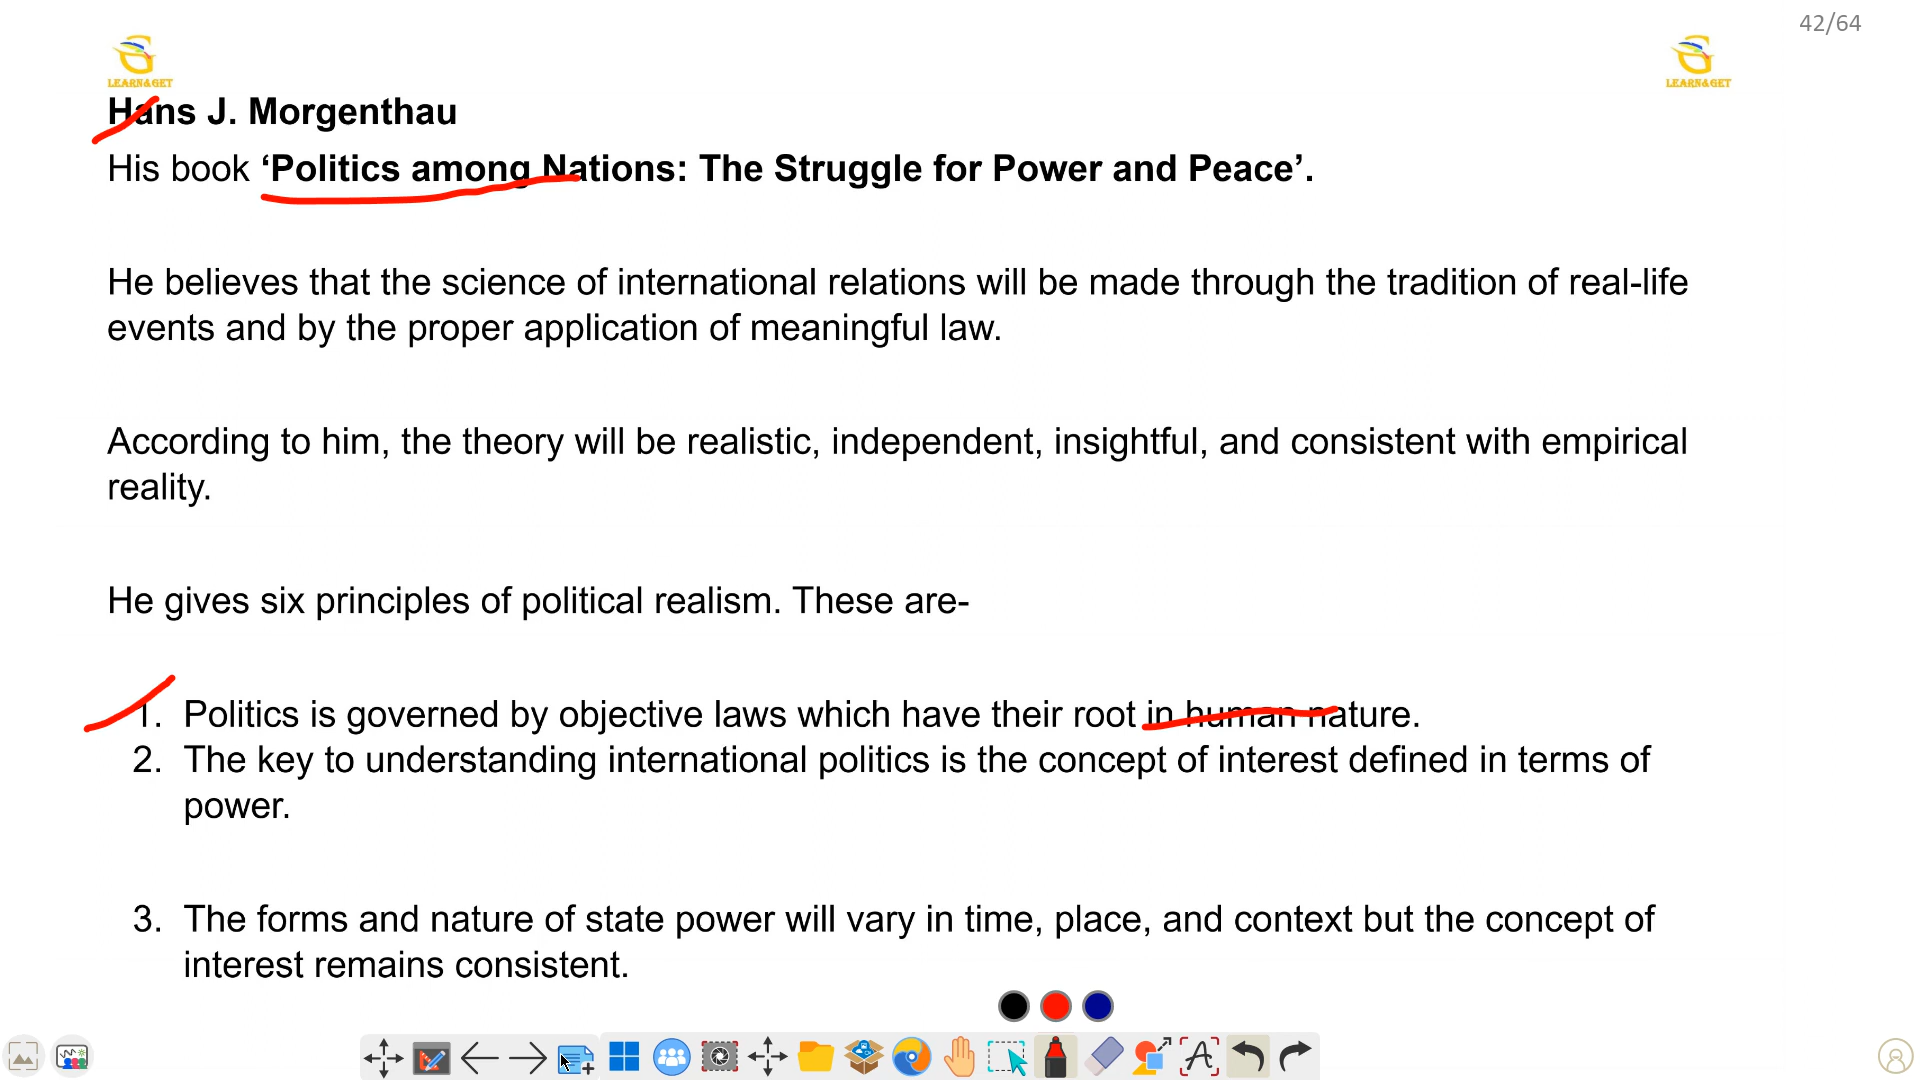 42/64
LEARN&GET
LEARN&GET
Hans J. Morgenthau
His book ‘Politics among Nations: The Struggle for Power and Peace’.
He believes that the science of international relations will be made through the tradition of real-life
events and by the proper application of meaningful law.
According to him, the theory will be realistic, independent, insightful, and consistent with empirical
reality.
He gives six principles of political realism. These are-
1. Politics is governed by objective laws which have their root in human nature.
2. The key to understanding international politics is the concept of interest defined in terms of
power.
3. The forms and nature of state power will vary in time, place, and context but the concept of
interest remains consistent.